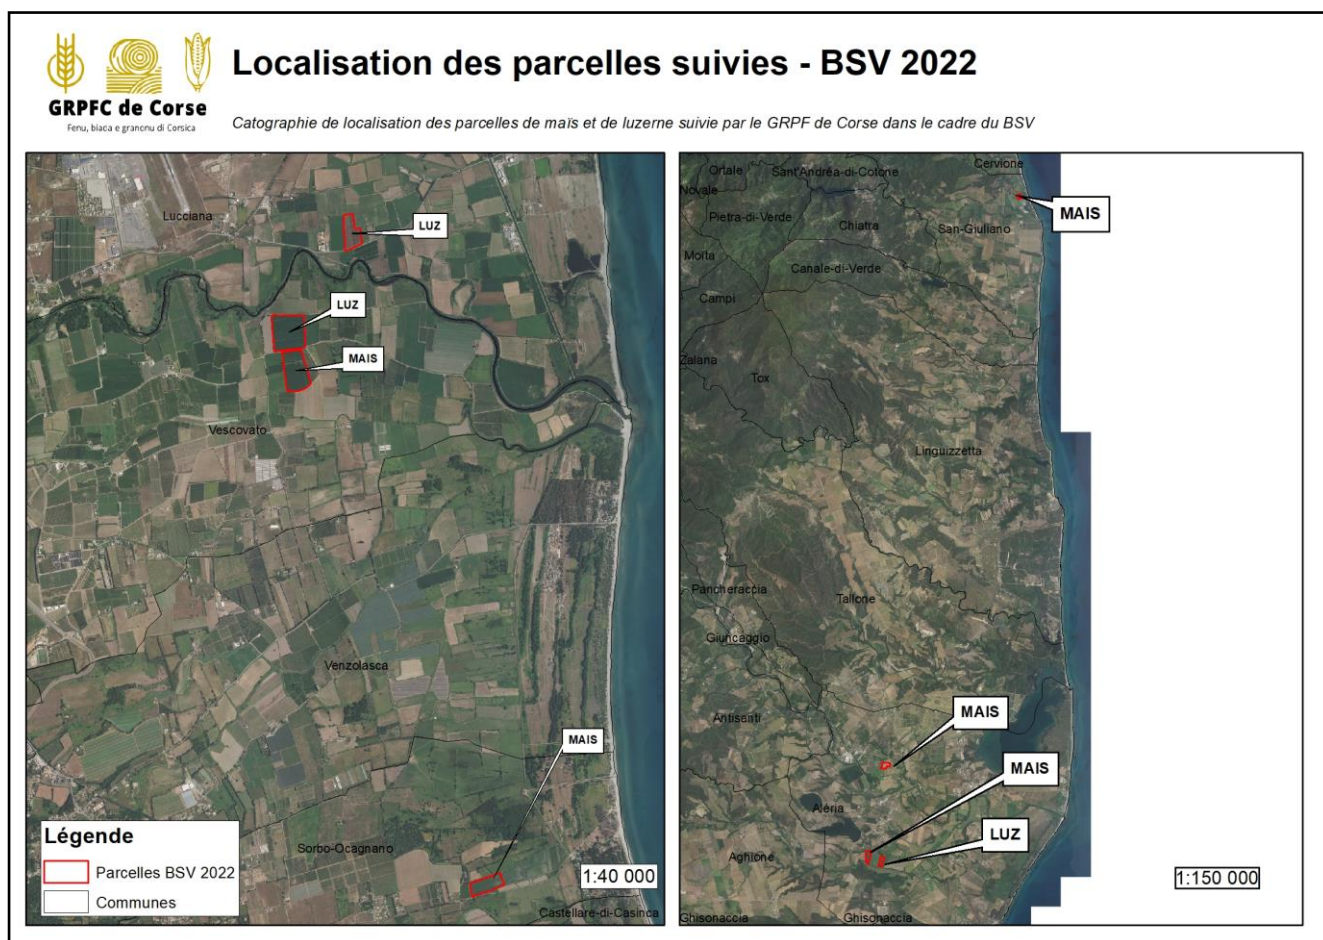 Localisation des parcelles suivies - BSV 2022
GRPFC de Corse
Fenu, biaca e granonu di Corsica
Catographie de localisation des parcelles de maïs et de luzerne suivie par le GRPF de Corse dans le cadre du BSV
Lucciana
LUZ
LUZ
MAIS
Vescovato
Venzolasca
MAIS
Sorbo-Ocagnano
Castellare-di-Casinca
1:40 000
Légende
Parcelles BSV 2022
Communes
Cervione
Ortale
Sant'Andréa-di-Cotone
Novale
MAIS
Pietra-di-Verde
Chiatra
San-Giuliano
Moïta
Canale-di-Verde
Campi
Zalana
Tox
Linguizzetta
Pancheraccia
Tallone
Giuncaggio
Antisanti
MAIS
MAIS
Aléria
LUZ
Aghione
1:150 000
Ghisonaccia
Ghisonaccia